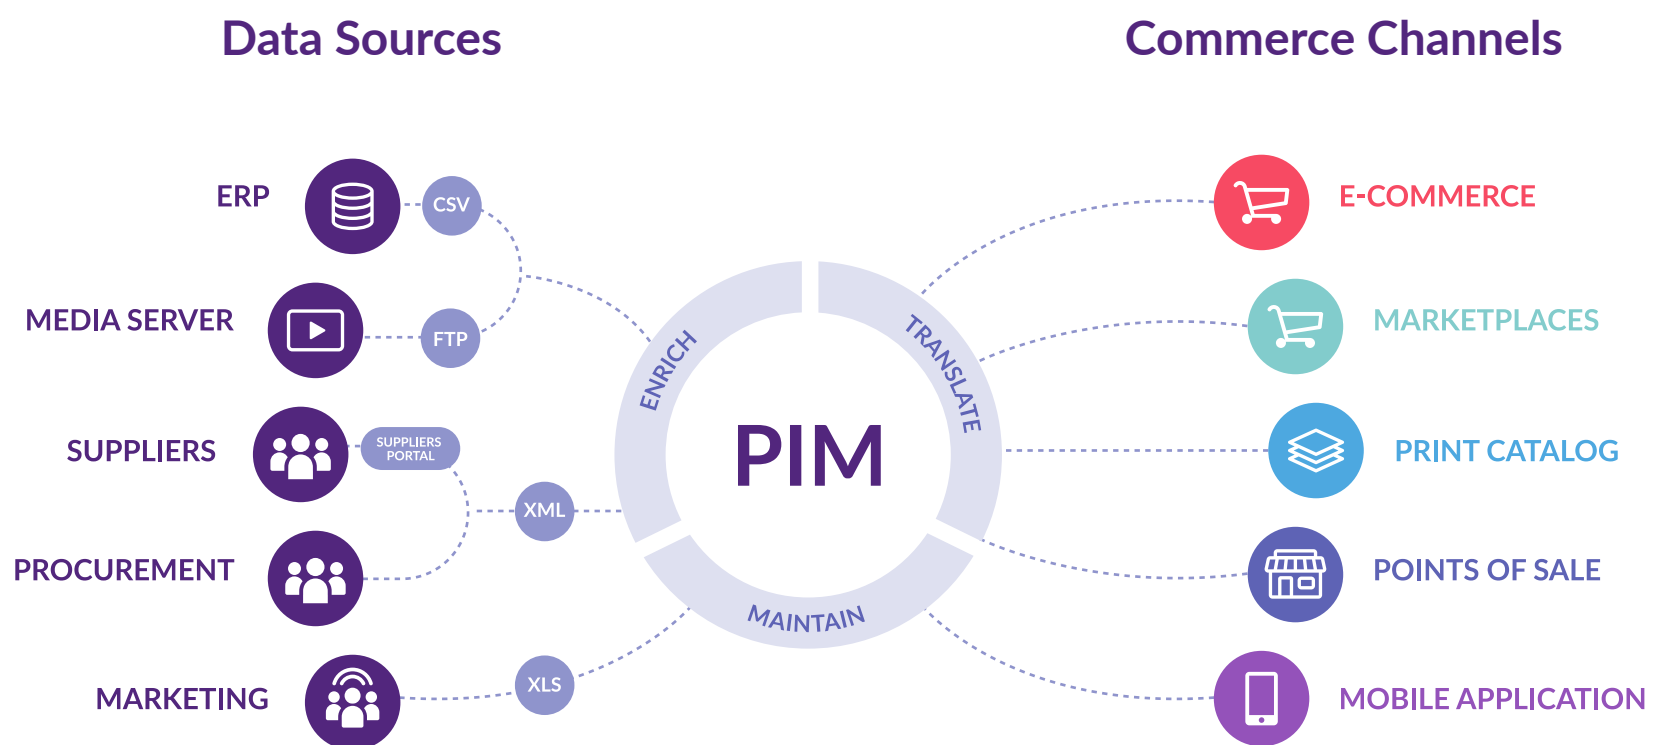 Data Sources
Commerce Channels
ERP
CSV
MEDIA SERVER
FTP
SUPPLIERS
SUPPLIERS
PORTAL
XML
PROCUREMENT
MARKETING
XLS
ENRICH
TRANSLATE
PIM
MAINTAIN
E-COMMERCE
MARKETPLACES
PRINT CATALOG
POINTS OF SALE
MOBILE APPLICATION